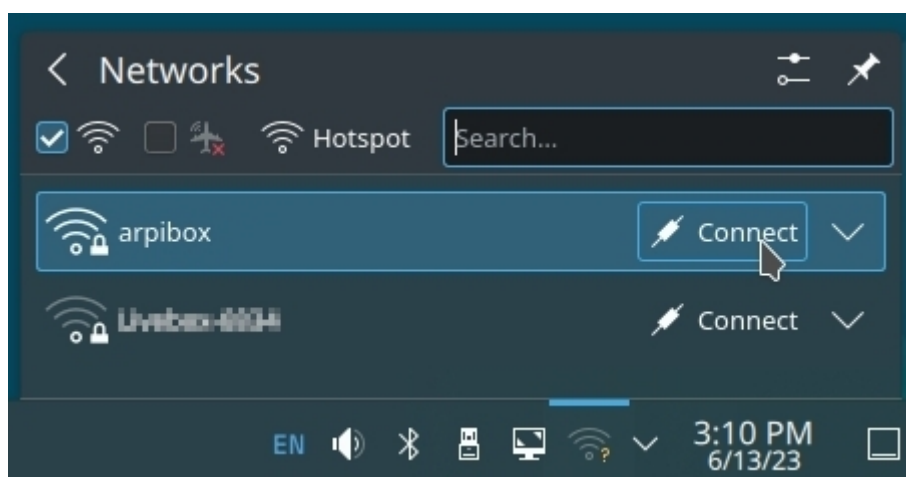 Networks
Hotspot
Search...
arpibox
Connect
Connect
EN
3:10 PM
6/13/23